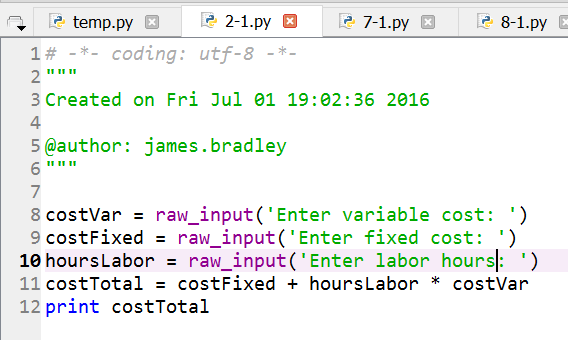 temp.py 2-1.py 7-1.py 8-1.py
1 # -*- coding: utf-8 -*-
2 """
3 Created on Fri Jul 01 19:02:36 2016
4
5 @author: james.bradley
6 """
7
8 costVar = raw_input('Enter variable cost: ')
9 costFixed = raw_input('Enter fixed cost: ')
10 hoursLabor = raw_input('Enter labor hours: ')
11 costTotal = costFixed + hoursLabor * costVar
12 print costTotal